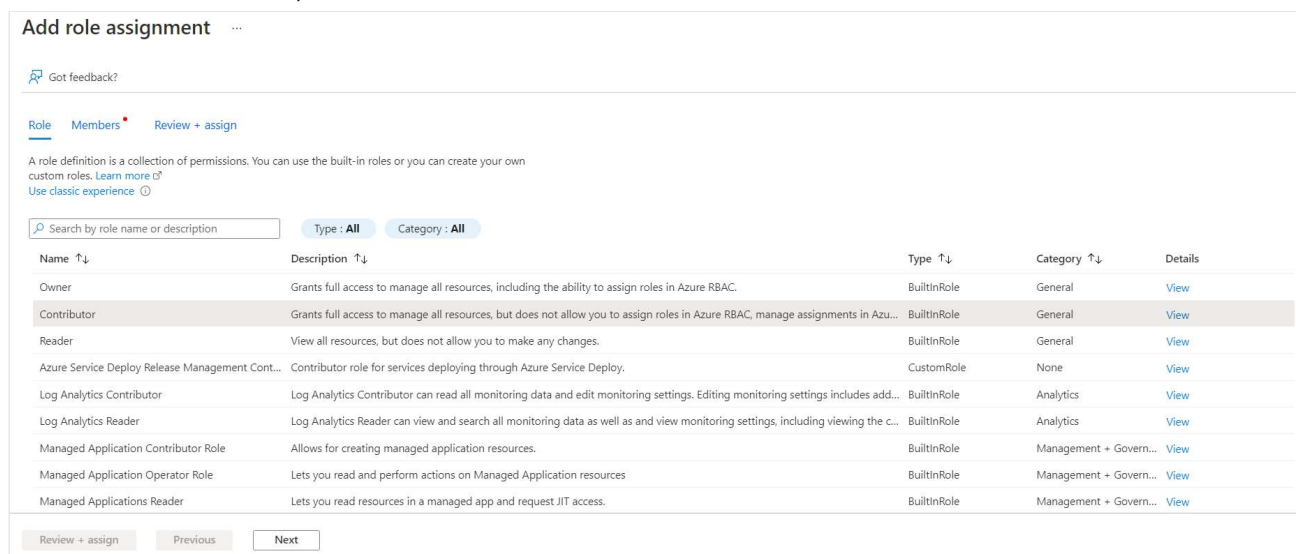 Add role assignment ...
Got feedback?
Role Members Review + assign
A role definition is a collection of permissions. You can use the built-in roles or you can create your own
custom roles. Learn more
Use classic experience
Search by role name or description Type : All Category : All
Name ↑↓ Description ↑↓ Type ↑↓ Category ↑↓ Details
Owner Grants full access to manage all resources, including the ability to assign roles in Azure RBAC. BuiltInRole General View
Contributor Grants full access to manage all resources, but does not allow you to assign roles in Azure RBAC, manage assignments in Azu... BuiltInRole General View
Reader View all resources, but does not allow you to make any changes. BuiltInRole General View
Azure Service Deploy Release Management Cont... Contributor role for services deploying through Azure Service Deploy. CustomRole None View
Log Analytics Contributor Log Analytics Contributor can read all monitoring data and edit monitoring settings. Editing monitoring settings includes add... BuiltInRole Analytics View
Log Analytics Reader Log Analytics Reader can view and search all monitoring data as well as and view monitoring settings, including viewing the c... BuiltInRole Analytics View
Managed Application Contributor Role Allows for creating managed application resources. BuiltInRole Management + Govern... View
Managed Application Operator Role Lets you read and perform actions on Managed Application resources BuiltInRole Management + Govern... View
Managed Applications Reader Lets you read resources in a managed app and request JIT access. BuiltInRole Management + Govern... View
Review + assign Previous Next